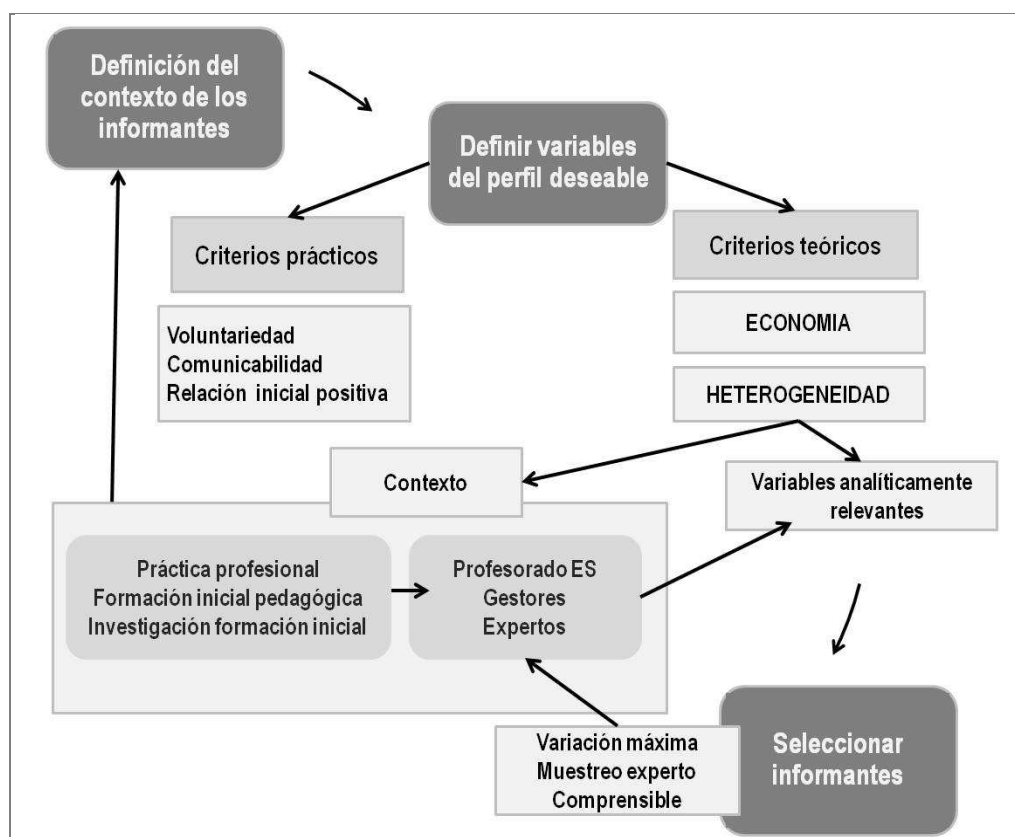 Definición del
contexto de los
informantes
Definir variables
del perfil deseable
Criterios prácticos
Criterios teóricos
Voluntariedad
Comunicabilidad
Relación inicial positiva
ECONOMIA
HETEROGENEIDAD
Contexto
Variables analíticamente
relevantes
Práctica profesional
Formación inicial pedagógica
Investigación formación inicial
Profesorado ES
Gestores
Expertos
Variación máxima
Muestreo experto
Comprensible
Seleccionar
informantes